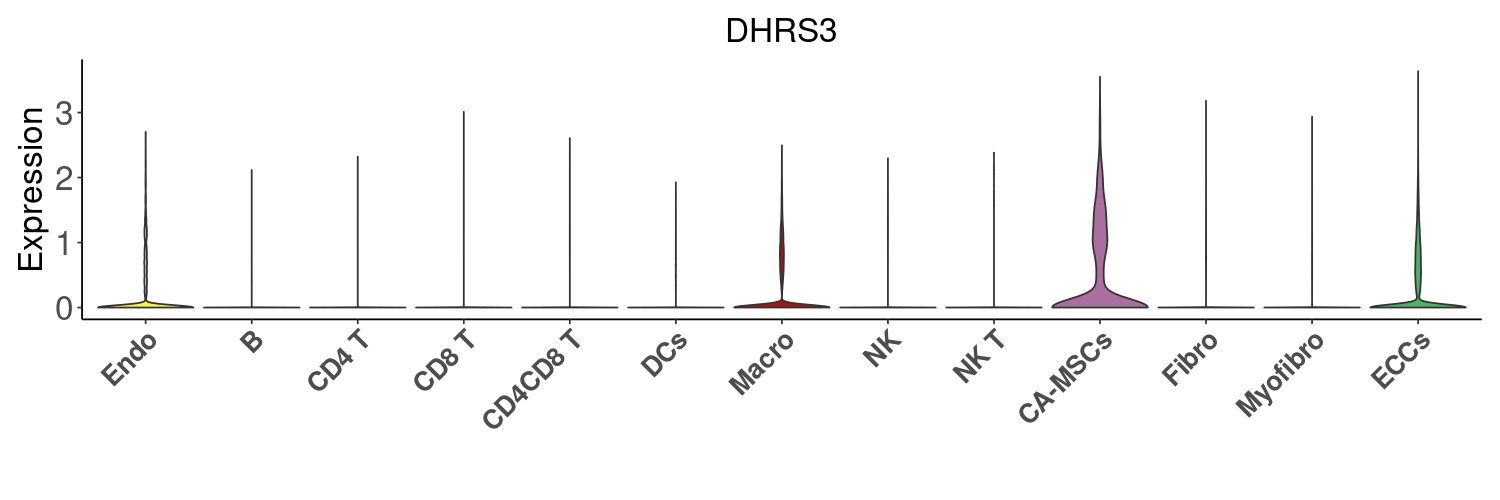 DHRS3
Expression
3
2
1
0
Endo
B
CD4 T
CD8 T
CD4CD8 T
DCs
Macro
NK
NK T
CA-MSCs
Fibro
Myofibro
ECCs